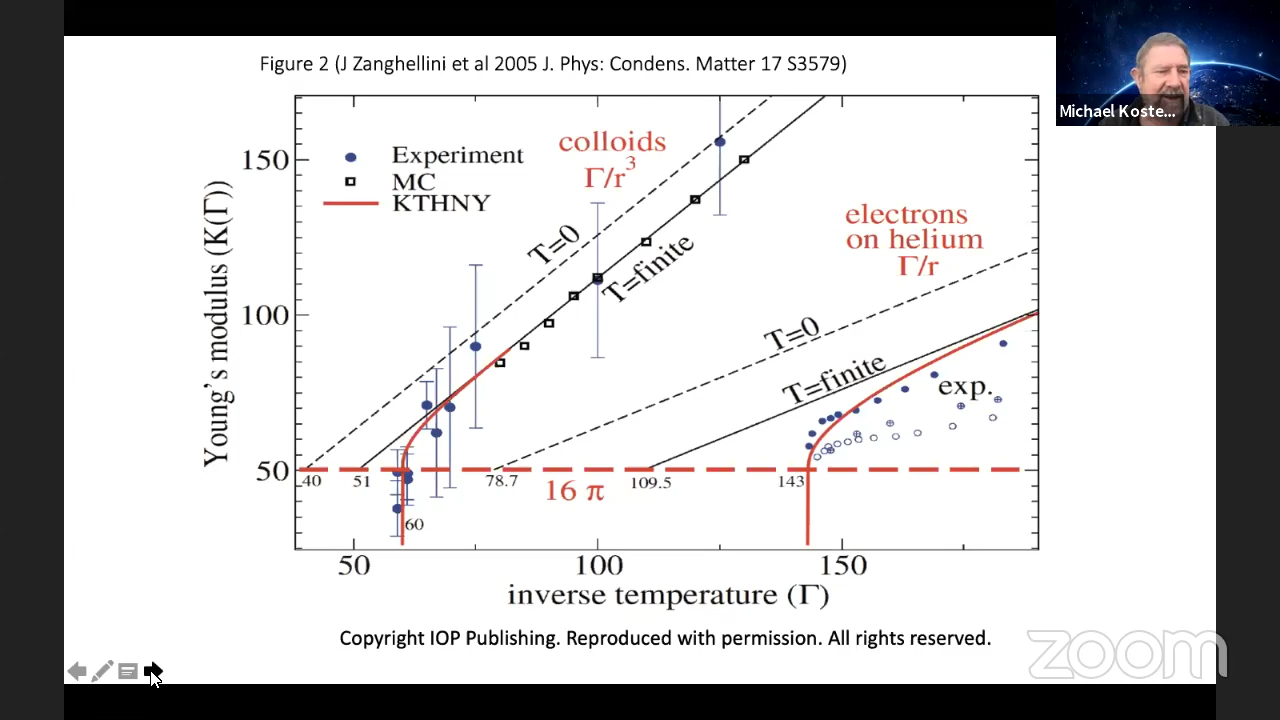 Figure 2 (J Zanghellini et al 2005 J. Phys: Condens. Matter 17 S3579)
Michael Koste...
150
100
50
Young's modulus (K(Γ))
Experiment
MC
KTHNY
colloids
Γ/r³
T=0
T=finite
electrons
on helium
Γ/r
T=0
T=finite
exp.
40
51
60
78.7
16 π
109.5
143
50
100
150
inverse temperature (Γ)
Copyright IOP Publishing. Reproduced with permission. All rights reserved.
zoom